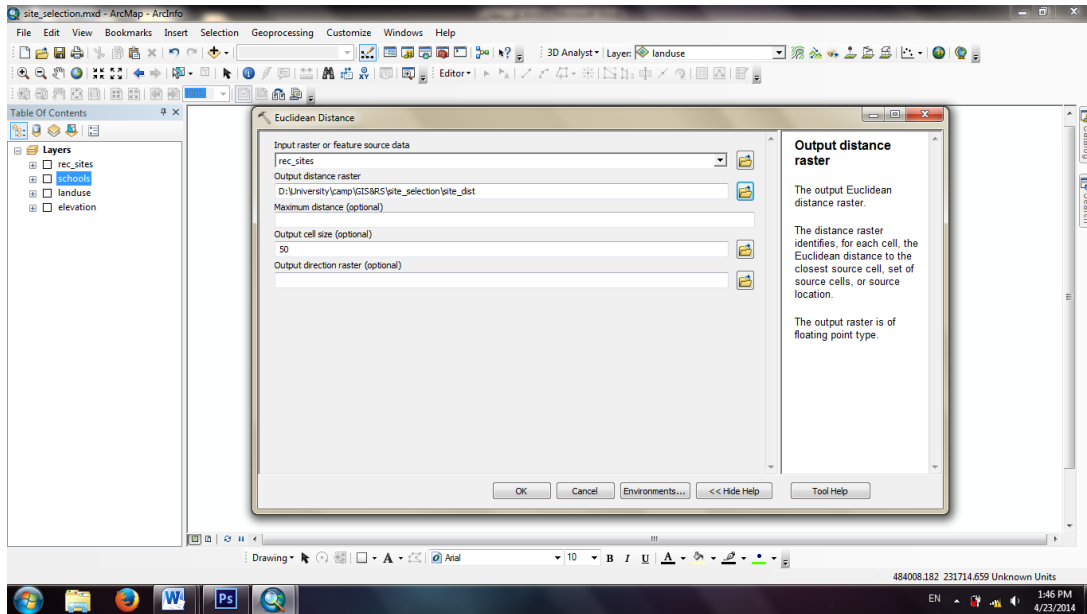 site_selection.mxd - ArcMap - ArcInfo
File Edit View Bookmarks Insert Selection Geoprocessing Customize Windows Help
3D Analyst Layer: landuse
Editor
100%
Table Of Contents
Layers
rec_sites
schools
landuse
elevation
Euclidean Distance
Input raster or feature source data
rec_sites
Output distance raster
D:\University\camp\GIS&RS\site_selection\site_dist
Maximum distance (optional)
Output cell size (optional)
50
Output direction raster (optional)
OK Cancel Environments... << Hide Help Tool Help
Output distance
raster
The output Euclidean
distance raster.
The distance raster
identifies, for each cell, the
Euclidean distance to the
closest source cell, set of
source cells, or source
location.
The output raster is of
floating point type.
Drawing A Arial 10 B I U A
484008.182 231714.659 Unknown Units
W Ps EN 1:46 PM
4/23/2014